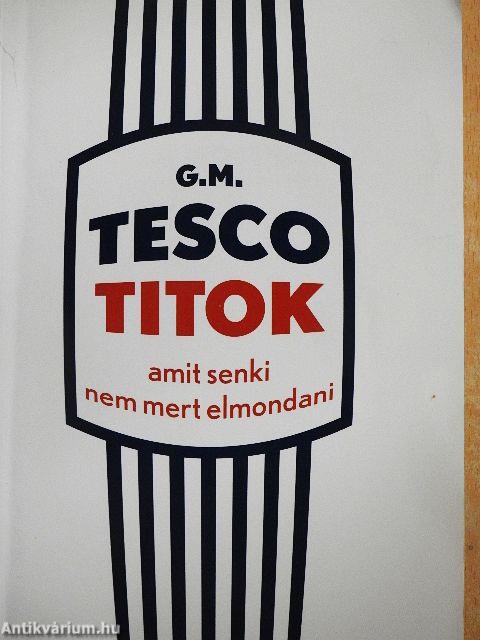 G.M.
TESCO
TITOK
amit senki
nem mert elmondani
Antikvárium.hu